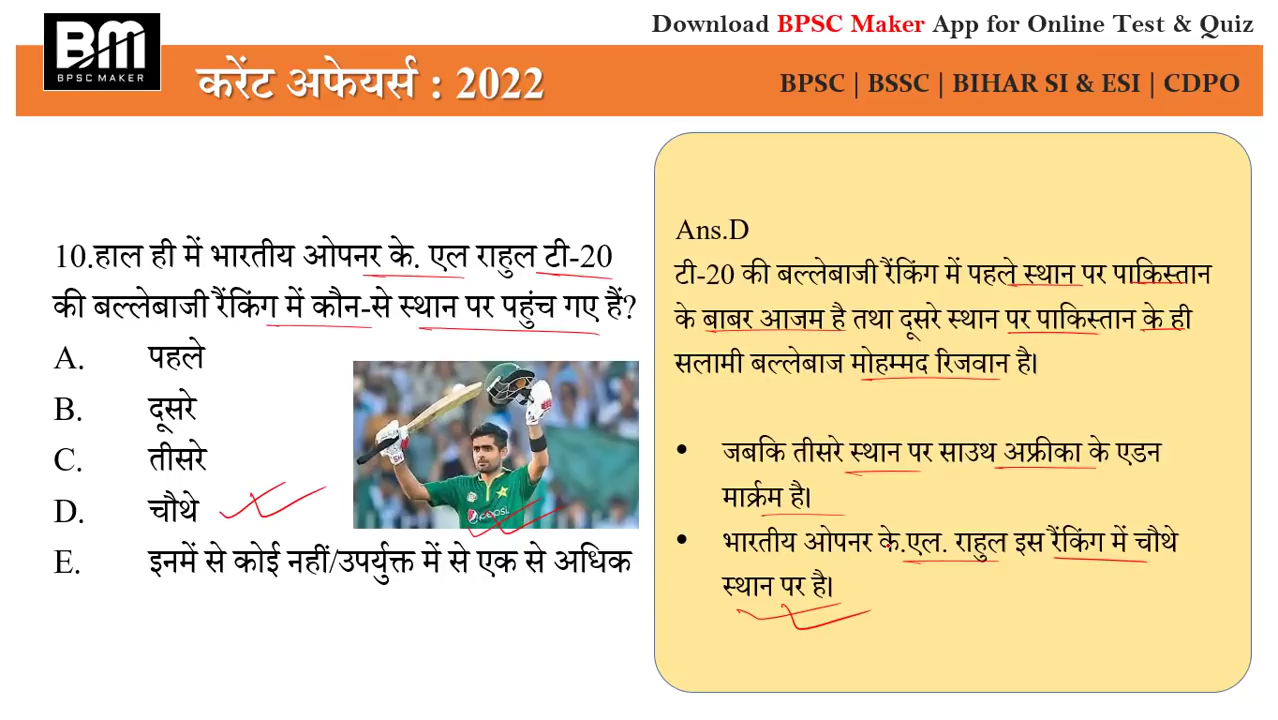 Download BPSC Maker App for Online Test & Quiz
BM
BPSC MAKER
करेंट अफेयर्स : 2022
BPSC | BSSC | BIHAR SI & ESI | CDPO
10.हाल ही में भारतीय ओपनर के. एल राहुल टी-20
की बल्लेबाजी रैंकिंग में कौन-से स्थान पर पहुंच गए हैं?
A. पहले
B. दूसरे
C. तीसरे
D. चौथे
E. इनमें से कोई नहीं/उपर्युक्त में से एक से अधिक
pepsi
Ans.D
टी-20 की बल्लेबाजी रैंकिंग में पहले स्थान पर पाकिस्तान
के बाबर आजम है तथा दूसरे स्थान पर पाकिस्तान के ही
सलामी बल्लेबाज मोहम्मद रिजवान है।
• जबकि तीसरे स्थान पर साउथ अफ्रीका के एडन
मार्क्रम है।
• भारतीय ओपनर के.एल. राहुल इस रैंकिंग में चौथे
स्थान पर है।